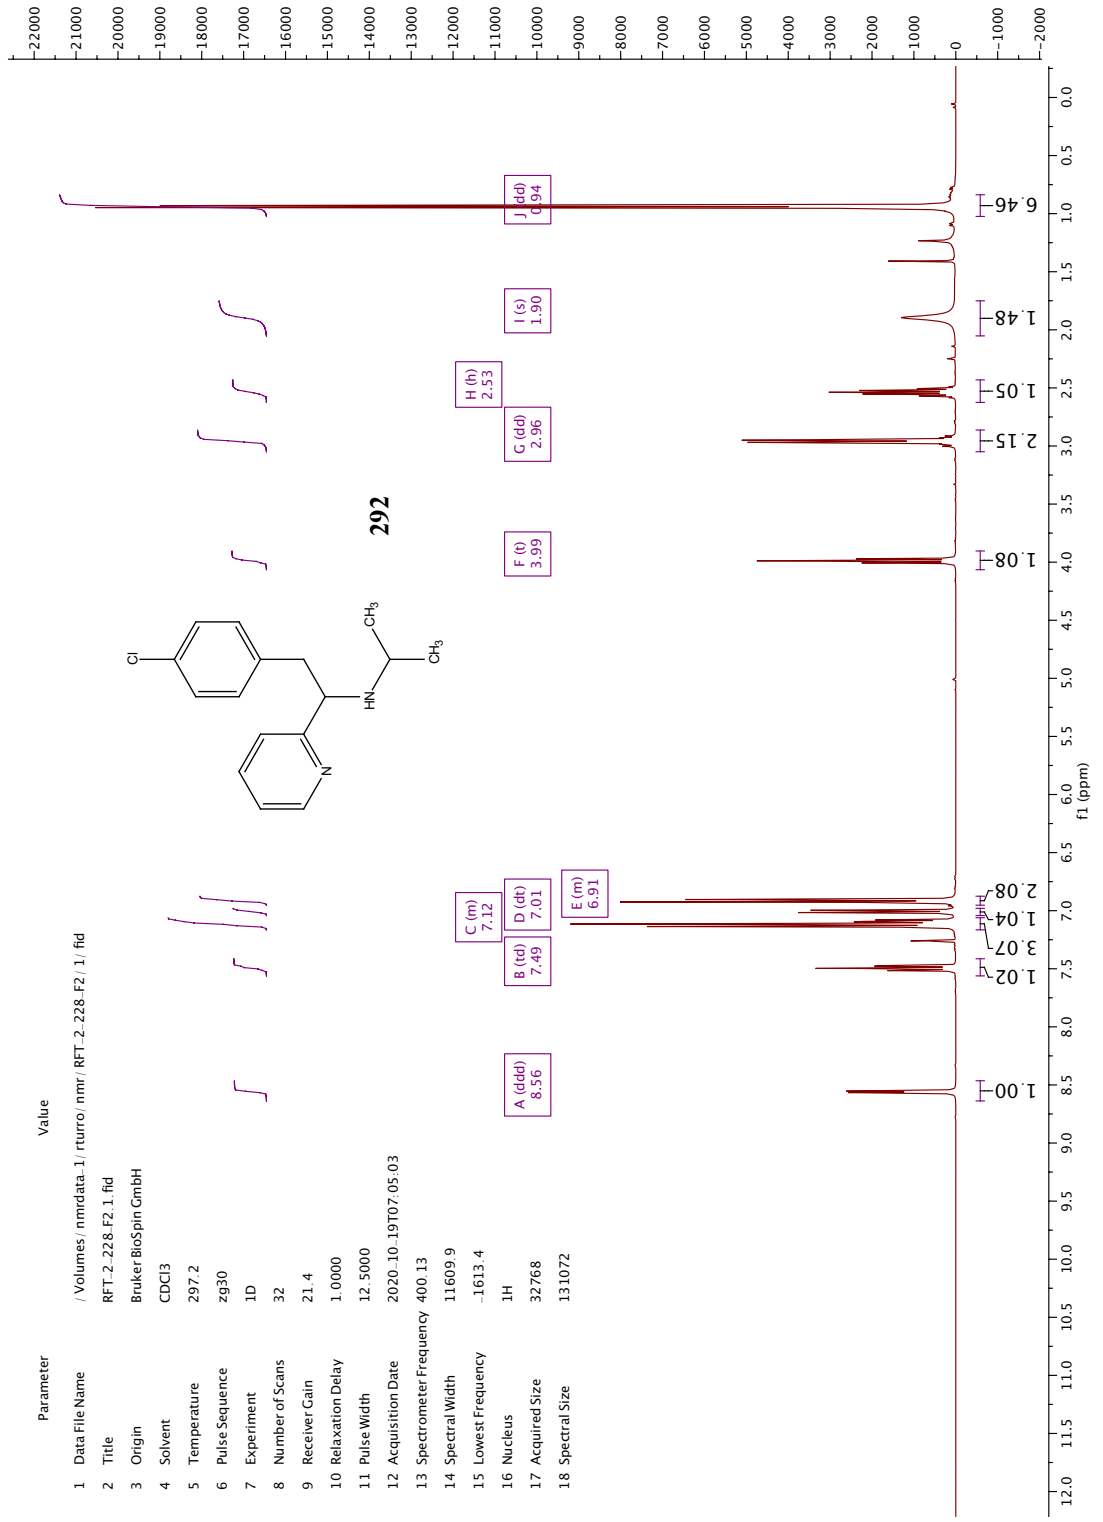 Parameter Value
1 Data File Name / Volumes/ nmrdata-1/ rturro/ nmr/ RFT-2-228-F2/ 1/ fid
2 Title RFT-2-228-F2.1.fid
3 Origin Bruker BioSpin GmbH
4 Solvent CDCl3
5 Temperature 297.2
6 Pulse Sequence zg30
7 Experiment 1D
8 Number of Scans 32
9 Receiver Gain 21.4
10 Relaxation Delay 1.0000
11 Pulse Width 12.5000
12 Acquisition Date 2020-10-19T07:05:03
13 Spectrometer Frequency 400.13
14 Spectral Width 11609.9
15 Lowest Frequency -1613.4
16 Nucleus 1H
17 Acquired Size 32768
18 Spectral Size 131072
Cl
N
HN
CH3
CH3
292
A (ddd)
8.56
B (td)
7.49
C (m)
7.12
D (dt)
7.01
E (m)
6.91
F (t)
3.99
G (dd)
2.96
H (h)
2.53
I (s)
1.90
J (dd)
0.94
1.00
1.02
3.07
1.04
2.08
1.08
2.15
1.05
1.48
6.46
12.0 11.5 11.0 10.5 10.0 9.5 9.0 8.5 8.0 7.5 7.0 6.5 6.0 5.5 5.0 4.5 4.0 3.5 3.0 2.5 2.0 1.5 1.0 0.5 0.0
f1 (ppm)
22000
21000
20000
19000
18000
17000
16000
15000
14000
13000
12000
11000
10000
9000
8000
7000
6000
5000
4000
3000
2000
1000
0
-1000
-2000